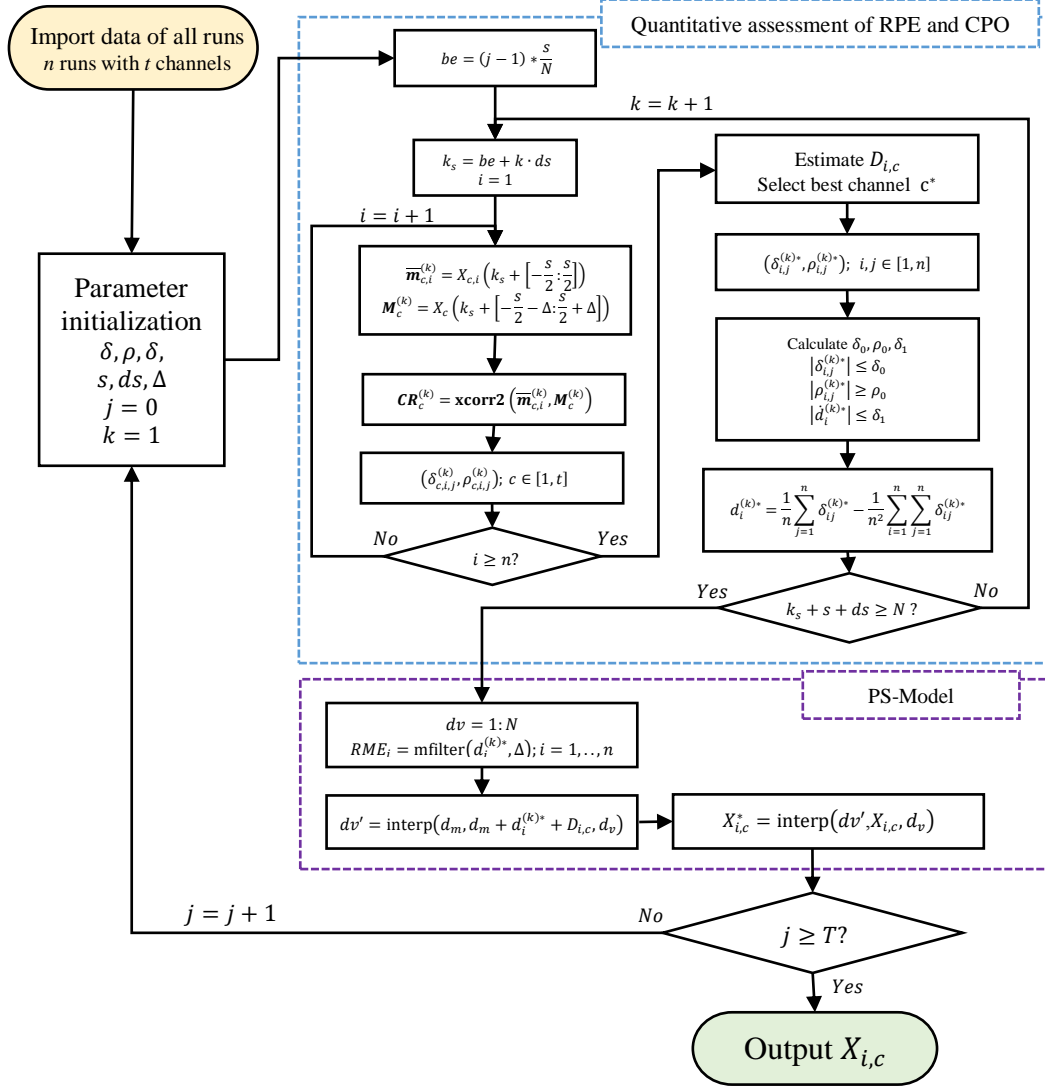 Import data of all runs
n runs with t channels
Parameter
initialization
δ, ρ, δ,
s, ds, Δ
j = 0
k = 1
Quantitative assessment of RPE and CPO
be = (j − 1) * s/N
k = k + 1
k_s = be + k · ds
i = 1
i = i + 1
m̅_{c,i}^{(k)} = X_{c,i} (k_s + [−s/2 : s/2])
M_c^{(k)} = X_c (k_s + [−s/2 − Δ: s/2 + Δ])
CR_c^{(k)} = xcorr2 (m̅_{c,i}^{(k)}, M_c^{(k)})
(δ_{c,i,j}^{(k)}, ρ_{c,i,j}^{(k)}); c ∈ [1, t]
No
i ≥ n?
Yes
Estimate D_{i,c}
Select best channel c*
(δ_{i,j}^{(k)*}, ρ_{i,j}^{(k)*}); i, j ∈ [1, n]
Calculate δ_0, ρ_0, δ_1
|δ_{i,j}^{(k)*}| ≤ δ_0
|ρ_{i,j}^{(k)*}| ≥ ρ_0
|ḋ_i^{(k)*}| ≤ δ_1
d_i^{(k)*} = 1/n ∑_{j=1}^{n} δ_{ij}^{(k)*} − 1/n² ∑_{i=1}^{n} ∑_{j=1}^{n} δ_{ij}^{(k)*}
Yes
k_s + s + ds ≥ N ?
No
PS-Model
dv = 1: N
RME_i = mfilter(d_i^{(k)*}, Δ); i = 1, . . , n
dv′ = interp(d_m, d_m + d_i^{(k)*} + D_{i,c}, d_v)
X_{i,c}^* = interp(dv′, X_{i,c}, d_v)
j = j + 1
No
j ≥ T?
Yes
Output X_{i,c}